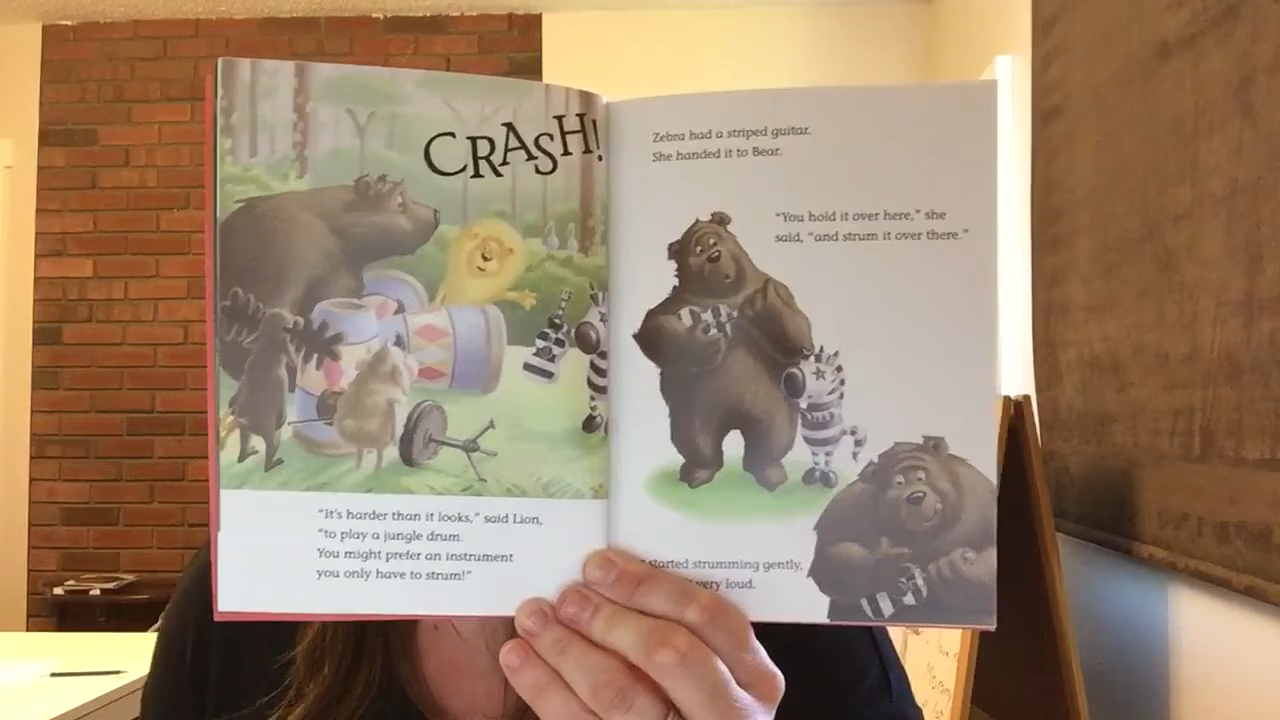 CRASH!
"It's harder than it looks," said Lion,
"to play a jungle drum.
You might prefer an instrument
you only have to strum!"
Zebra had a striped guitar.
She handed it to Bear.
"You hold it over here," she
said, "and strum it over there."
started strumming gently,
very loud.